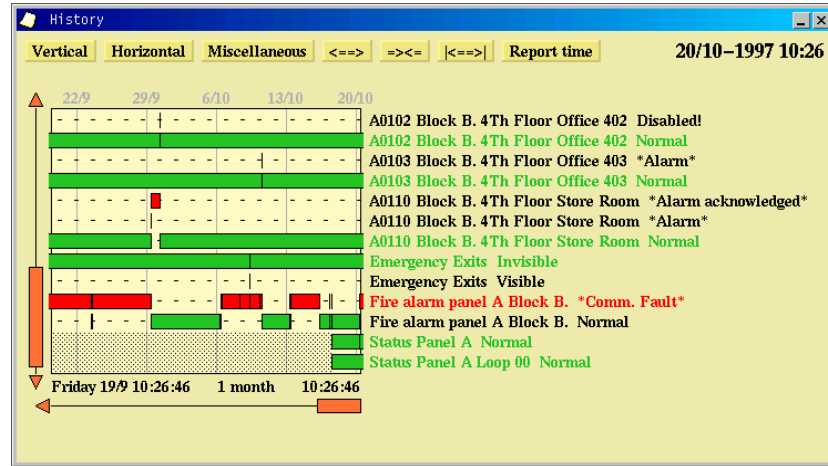 History
Vertical Horizontal Miscellaneous <==> =><= |<==>| Report time 20/10−1997 10:26
22/9 29/9 6/10 13/10 20/10
A0102 Block B. 4Th Floor Office 402 Disabled!
A0102 Block B. 4Th Floor Office 402 Normal
A0103 Block B. 4Th Floor Office 403 *Alarm*
A0103 Block B. 4Th Floor Office 403 Normal
A0110 Block B. 4Th Floor Store Room *Alarm acknowledged*
A0110 Block B. 4Th Floor Store Room *Alarm*
A0110 Block B. 4Th Floor Store Room Normal
Emergency Exits Invisible
Emergency Exits Visible
Fire alarm panel A Block B. *Comm. Fault*
Fire alarm panel A Block B. Normal
Status Panel A Normal
Status Panel A Loop 00 Normal
Friday 19/9 10:26:46 1 month 10:26:46